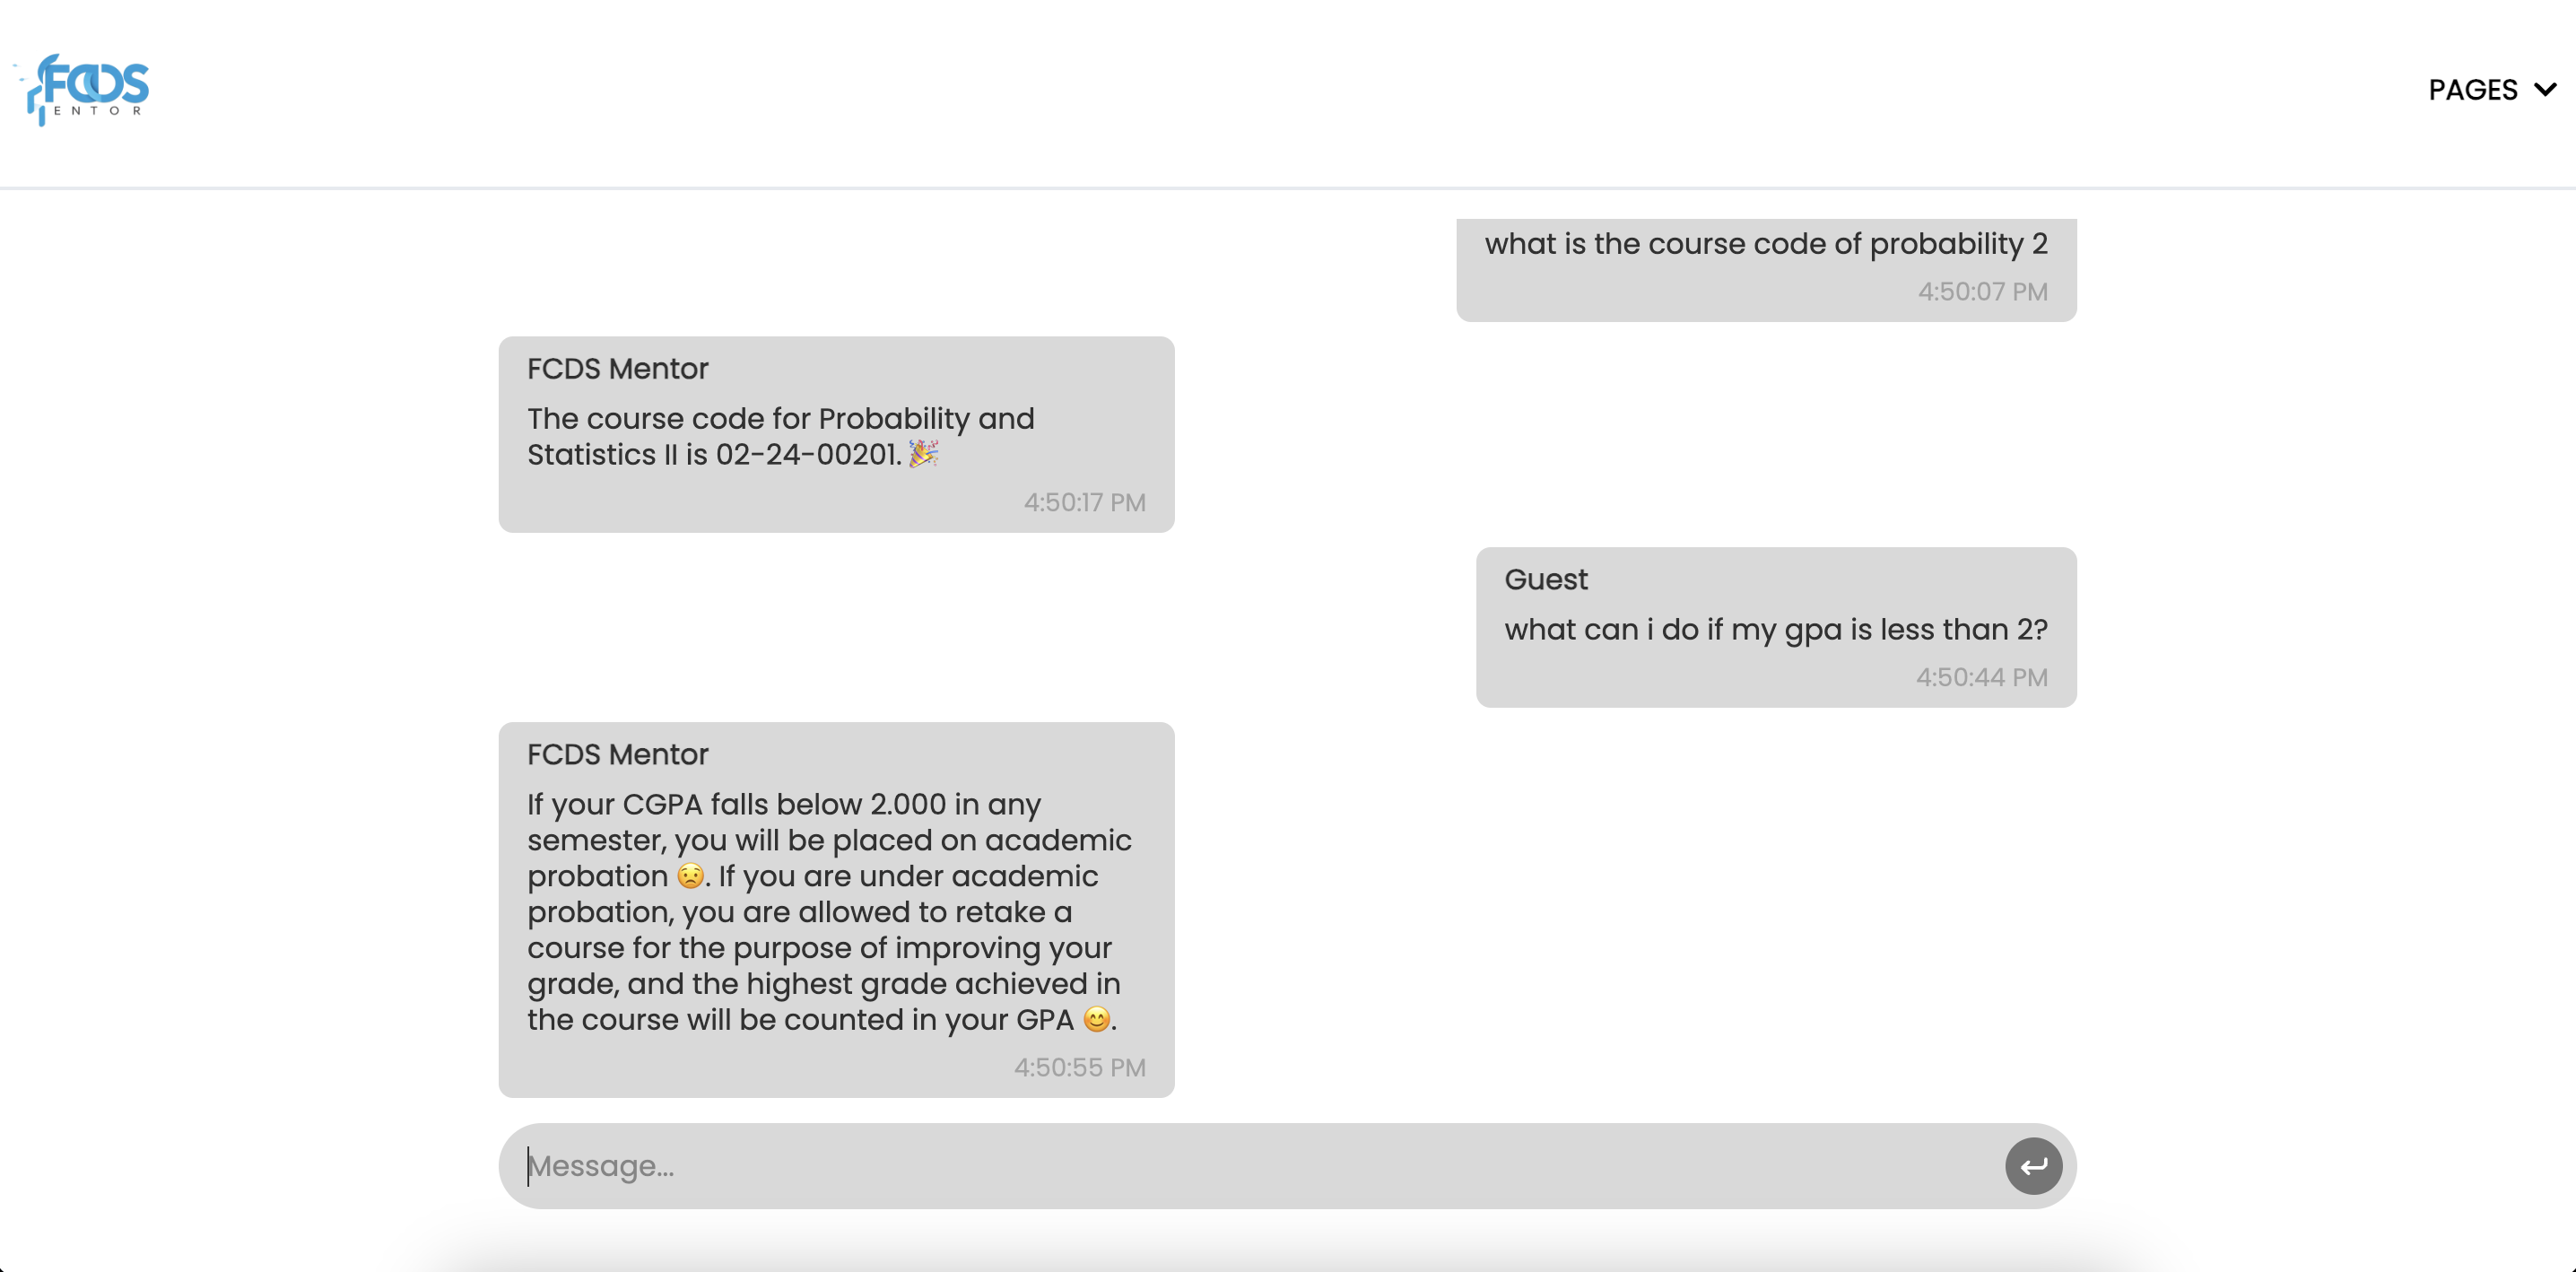 FCDS
ENTOR
PAGES
what is the course code of probability 2
4:50:07 PM
FCDS Mentor
The course code for Probability and
Statistics II is 02-24-00201. 🎉
4:50:17 PM
Guest
what can i do if my gpa is less than 2?
4:50:44 PM
FCDS Mentor
If your CGPA falls below 2.000 in any
semester, you will be placed on academic
probation 😟. If you are under academic
probation, you are allowed to retake a
course for the purpose of improving your
grade, and the highest grade achieved in
the course will be counted in your GPA 😊.
4:50:55 PM
Message...